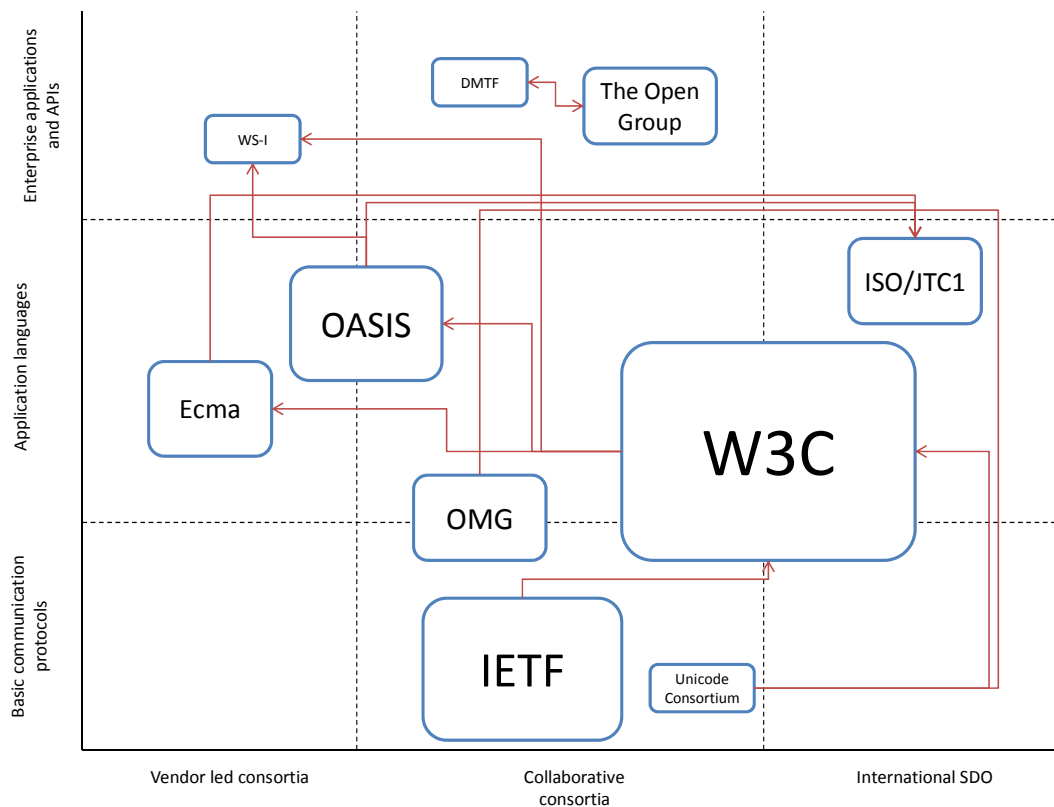 Enterprise applications
and APIs
DMTF
The Open
Group
WS-I
Application languages
OASIS
ISO/JTC1
Ecma
W3C
OMG
Basic communication
protocols
IETF
Unicode
Consortium
Vendor led consortia
Collaborative
consortia
International SDO